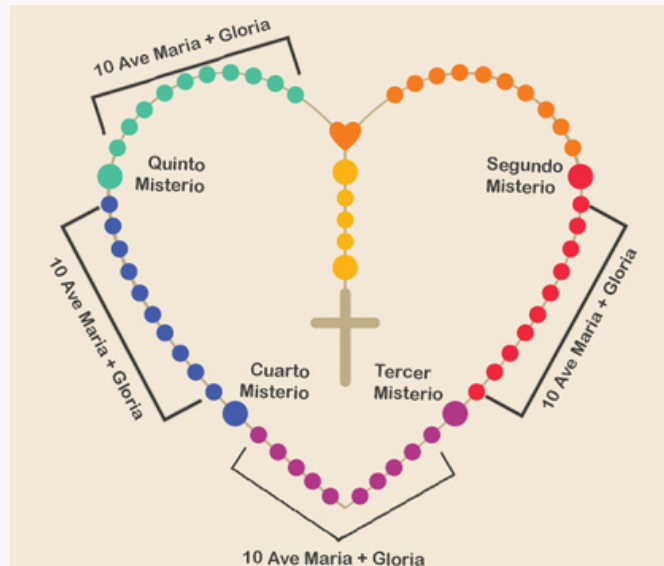 10 Ave Maria + Gloria
Quinto
Misterio
Segundo
Misterio
10 Ave Maria + Gloria
10 Ave Maria + Gloria
Cuarto
Misterio
Tercer
Misterio
10 Ave Maria + Gloria